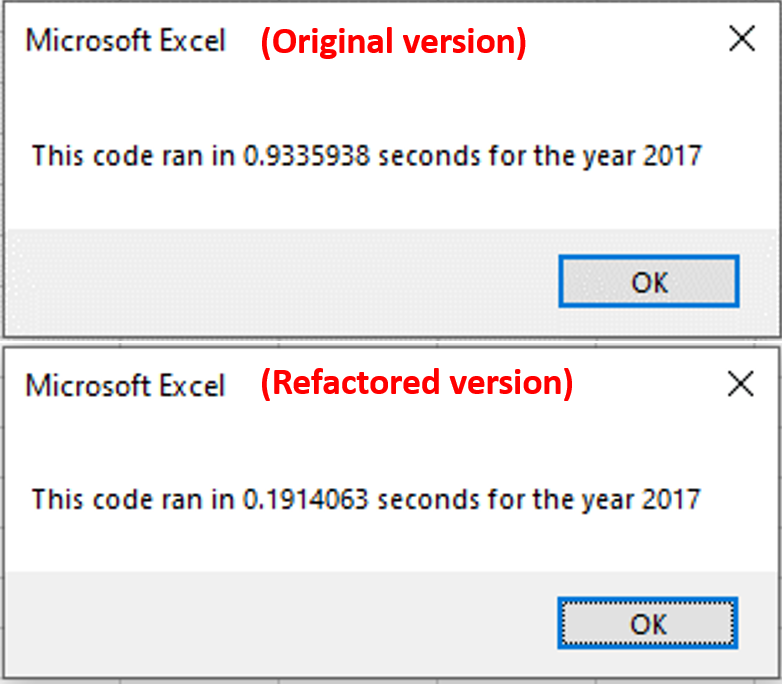 Microsoft Excel (Original version)
This code ran in 0.9335938 seconds for the year 2017
OK
Microsoft Excel (Refactored version)
This code ran in 0.1914063 seconds for the year 2017
OK